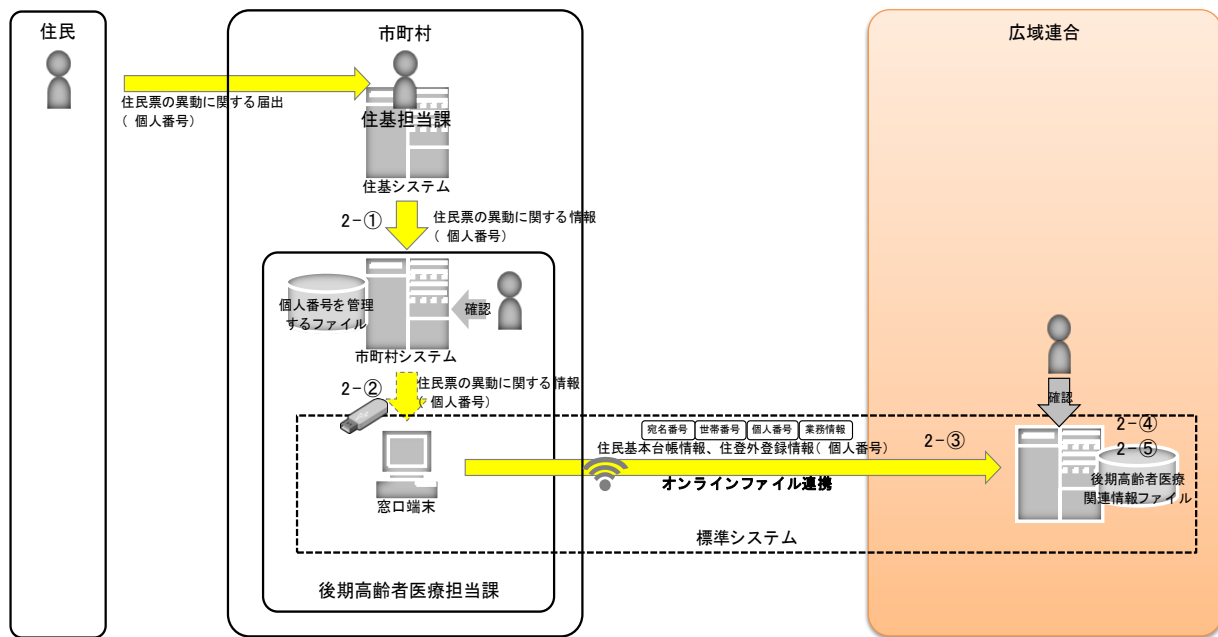 住民
市町村
広域連合
住民票の異動に関する届出
( 個人番号)
住基担当課
住基システム
2-①
住民票の異動に関する情報
( 個人番号)
個人番号を管理
するファイル
確認
市町村システム
2-②
住民票の異動に関する情報
( 個人番号)
確認
宛名番号 世帯番号 個人番号 業務情報
住民基本台帳情報、住登外登録情報( 個人番号)
2-③
2-④
2-⑤
オンラインファイル連携
後期高齢者医療
関連情報ファイル
窓口端末
標準システム
後期高齢者医療担当課